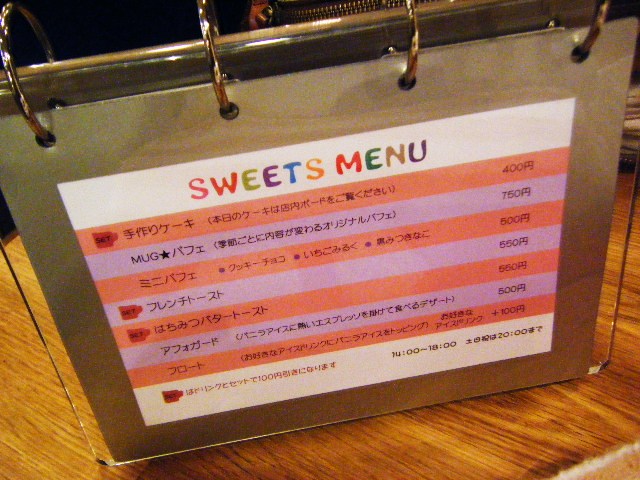 SWEETS MENU
SET 手作りケーキ (本日のケーキは店内ボードをご覧ください) 400円
MUG★パフェ (季節ごとに内容が変わるオリジナルパフェ) 750円
ミニパフェ ●クッキーチョコ ●いちごみるく ●黒みつきなこ 500円
SET フレンチトースト 550円
SET はちみつバタートースト 550円
アフォガード (バニラアイスに熱いエスプレッソを掛けて食べるデザート) 500円
フロート (お好きなアイスドリンクにバニラアイスをトッピング) お好きなアイスドリンク +100円
14:00~18:00 土日祝は20:00まで
SET はドリンクとセットで100円引きになります